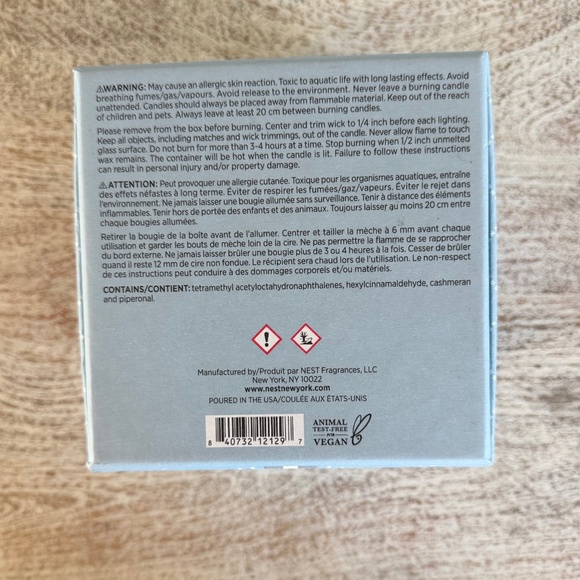 ⚠WARNING: May cause an allergic skin reaction. Toxic to aquatic life with long lasting effects. Avoid
breathing fumes/gas/vapours. Avoid release to the environment. Never leave a burning candle
unattended. Candles should always be placed away from flammable material. Keep out of the reach
of children and pets. Always leave at least 20 cm between burning candles.
Please remove from the box before burning. Center and trim wick to 1/4 inch before each lighting.
Keep all objects, including matches and wick trimmings, out of the candle. Never allow flame to touch
glass surface. Do not burn for more than 3-4 hours at a time. Stop burning when 1/2 inch unmelted
wax remains. The container will be hot when the candle is lit. Failure to follow these instructions
can result in personal injury and/or property damage.
⚠ATTENTION: Peut provoquer une allergie cutanée. Toxique pour les organismes aquatiques, entraîne
des effets néfastes à long terme. Éviter de respirer les fumées/gaz/vapeurs. Éviter le rejet dans
l'environnement. Ne jamais laisser une bougie allumée sans surveillance. Tenir à distance des éléments
inflammables. Tenir hors de portée des enfants et des animaux. Toujours laisser au moins 20 cm entre
chaque bougies allumées.
Retirer la bougie de la boîte avant de l'allumer. Centrer et tailler la mèche à 6 mm avant chaque
utilisation et garder les bouts de mèche loin de la cire. Ne pas permettre la flamme de se rapprocher
du bord externe. Ne jamais laisser brûler une bougie plus de 3 ou 4 heures à la fois. Cesser de brûler
quand il reste 12 mm de cire non fondue. Le récipient sera chaud lors de l'utilisation. Le non-respect
de ces instructions peut conduire à des dommages corporels et/ou matériels.
CONTAINS/CONTIENT: tetramethyl acetyloctahydronaphthalenes, hexylcinnamaldehyde, cashmeran
and piperonal.
Manufactured by/Produit par NEST Fragrances, LLC
New York, NY 10022
www.nestnewyork.com
POURED IN THE USA/COULÉE AUX ÉTATS-UNIS
8 40732 12129 7
ANIMAL
TEST-FREE
VEGAN